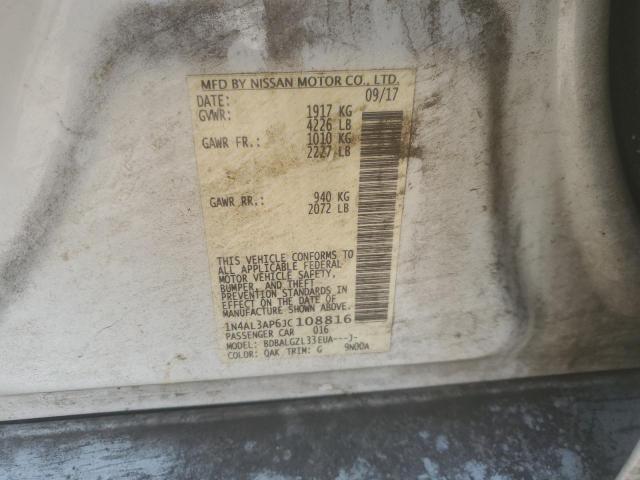 MFD BY NISSAN MOTOR CO., LTD.
DATE: 09/17
GVWR: 1917 KG
4226 LB
GAWR FR.: 1010 KG
2227 LB
GAWR RR.: 940 KG
2072 LB
THIS VEHICLE CONFORMS TO
ALL APPLICABLE FEDERAL
MOTOR VEHICLE SAFETY,
BUMPER, AND THEFT
PREVENTION STANDARDS IN
EFFECT ON THE DATE OF
MANUFACTURE SHOWN ABOVE.
1N4AL3AP6JC108816
PASSENGER CAR 016
MODEL: BDBALGZL33EUA---J-
COLOR: QAK TRIM: G 9N00A